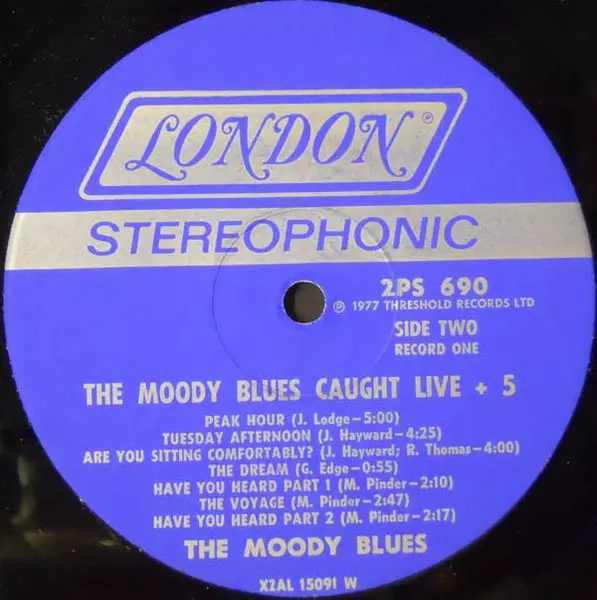 LONDON®
STEREOPHONIC
2PS 690
℗ 1977 THRESHOLD RECORDS LTD
SIDE TWO
RECORD ONE
THE MOODY BLUES CAUGHT LIVE + 5
PEAK HOUR (J. Lodge—5:00)
TUESDAY AFTERNOON (J. Hayward—4:25)
ARE YOU SITTING COMFORTABLY? (J. Hayward; R. Thomas—4:00)
THE DREAM (G. Edge—0:55)
HAVE YOU HEARD PART 1 (M. Pinder—2:10)
THE VOYAGE (M. Pinder—2:47)
HAVE YOU HEARD PART 2 (M. Pinder—2:17)
THE MOODY BLUES
XZAL 15091 W